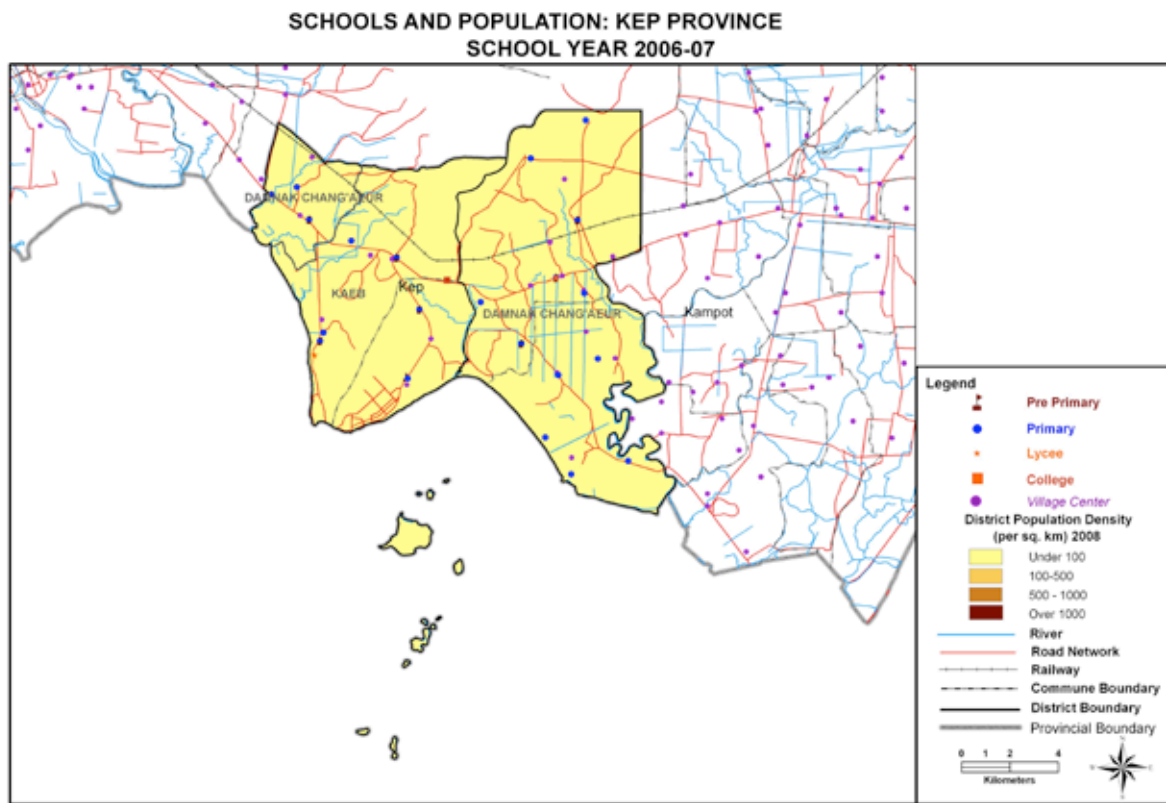 SCHOOLS AND POPULATION: KEP PROVINCE
SCHOOL YEAR 2006-07
DAMNAK CHANG'AEUR
KAEB
Kep
DAMNAK CHANG'AEUR
Kampot
Legend
Pre Primary
Primary
Lycee
College
Village Center
District Population Density
(per sq. km) 2008
Under 100
100-500
500 - 1000
Over 1000
River
Road Network
Railway
Commune Boundary
District Boundary
Provincial Boundary
0 1 2 4
Kilometers